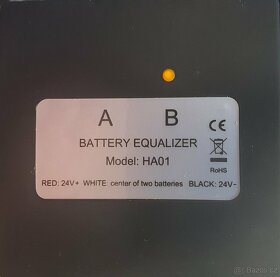 A B
BATTERY EQUALIZER
Model: HA01
CE
RoHS
RED: 24V+ WHITE center of two batteries BLACK: 24V-